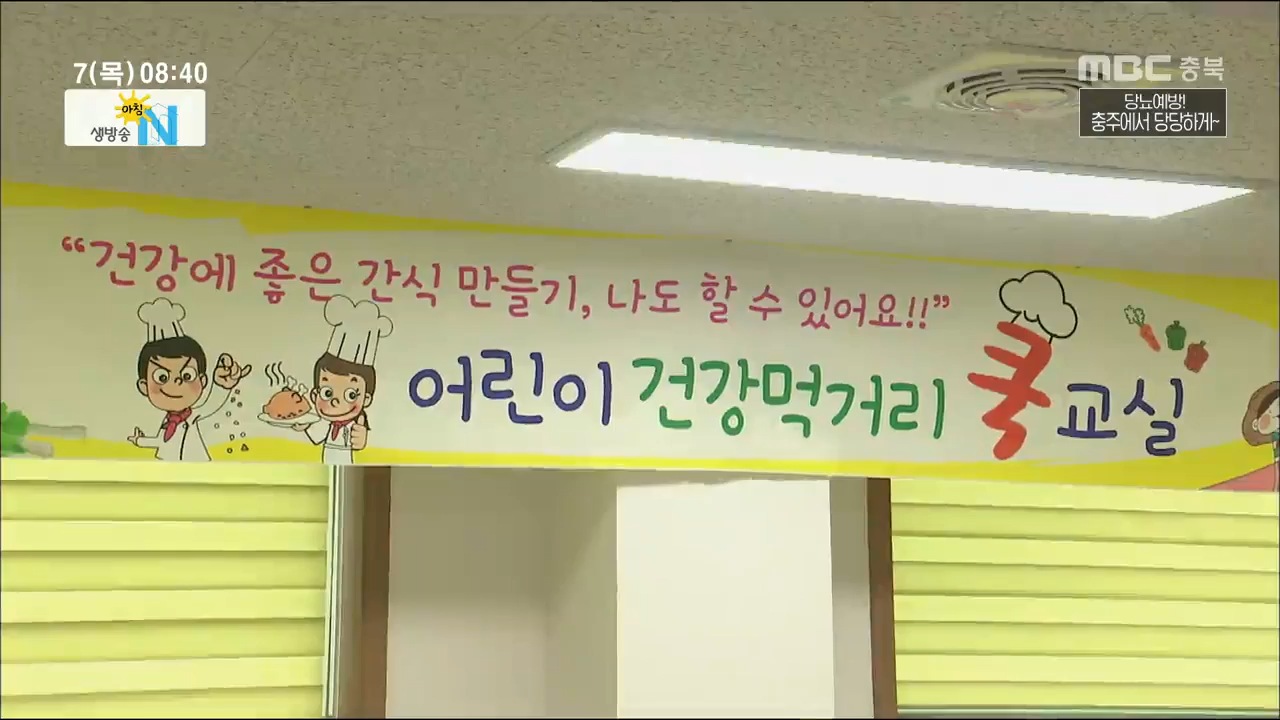 7(목) 08:40
생방송 아침 N
MBC 충북
당뇨예방!
충주에서 당당하게~
“건강에 좋은 간식 만들기, 나도 할 수 있어요!!”
어린이 건강먹거리 쿡교실